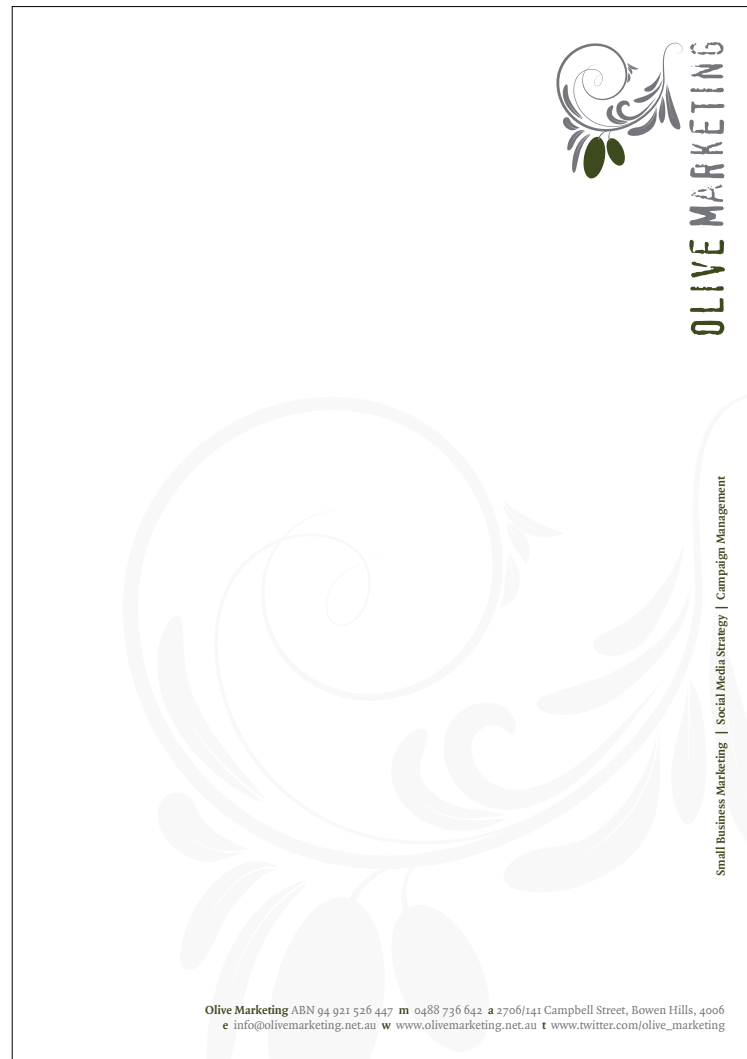 OLIVE MARKETING
Small Business Marketing | Social Media Strategy | Campaign Management
Olive Marketing ABN 94 921 526 447 m 0488 736 642 a 2706/141 Campbell Street, Bowen Hills, 4006
e info@olivemarketing.net.au w www.olivemarketing.net.au t www.twitter.com/olive_marketing